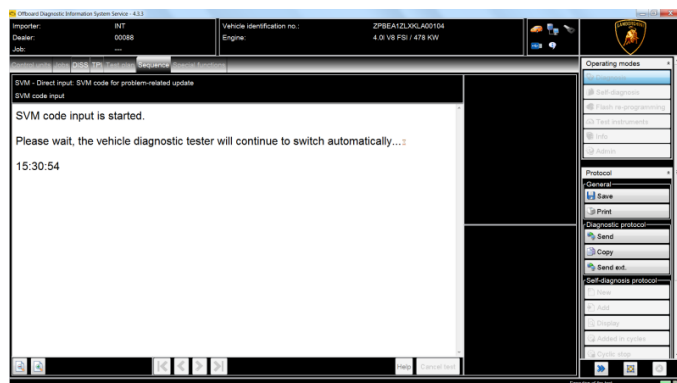 Offboard Diagnostic Information System Service - 4.3.3
Importer: INT Vehicle identification no.: ZPBEA1ZLXKLA00104
Dealer: 00088 Engine: 4.0l V8 FSI / 478 KW
Job: ---
Control units Jobs DISS TPI Test plan Sequence Special functions
SVM - Direct input: SVM code for problem-related update
SVM code input
SVM code input is started.
Please wait, the vehicle diagnostic tester will continue to switch automatically...
15:30:54
Help Cancel test
Operating modes
Diagnosis
Self-diagnosis
Flash re-programming
Test instruments
Info
Admin
Protocol
General
Save
Print
Diagnostic protocol
Send
Copy
Send ext.
Self-diagnosis protocol
New
Add
Display
Added in cycles
Cycle stop